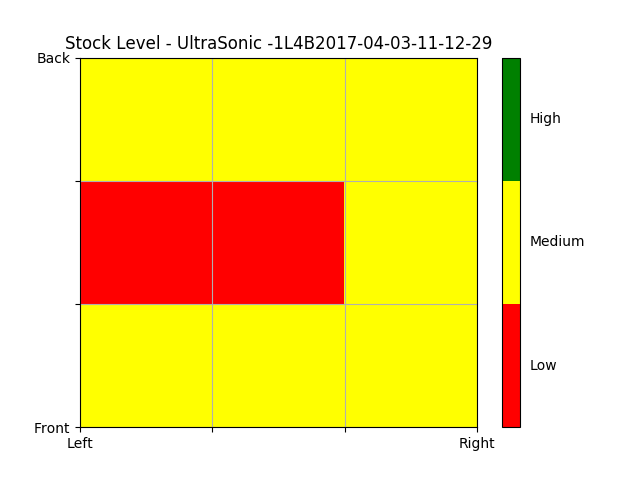 Stock Level - UltraSonic -1L4B2017-04-03-11-12-29
Back
High
Medium
Low
Front
Left
Right